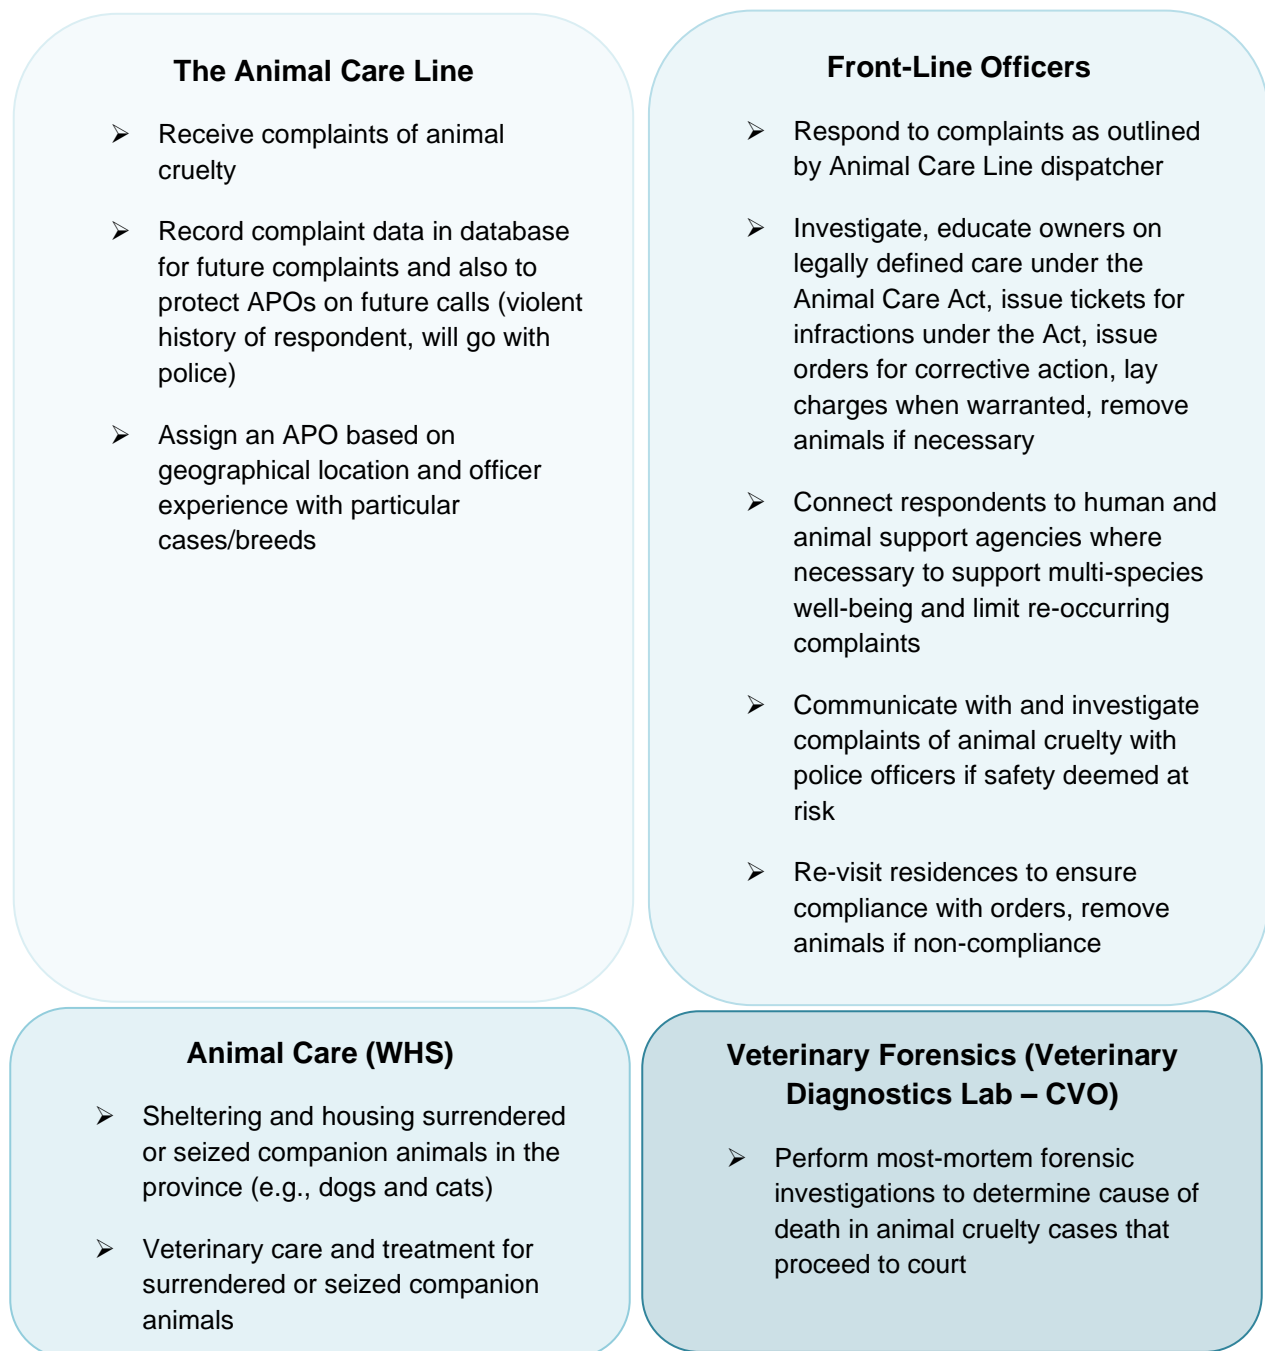 The Animal Care Line
➢ Receive complaints of animal
cruelty
➢ Record complaint data in database
for future complaints and also to
protect APOs on future calls (violent
history of respondent, will go with
police)
➢ Assign an APO based on
geographical location and officer
experience with particular
cases/breeds
Front-Line Officers
➢ Respond to complaints as outlined
by Animal Care Line dispatcher
➢ Investigate, educate owners on
legally defined care under the
Animal Care Act, issue tickets for
infractions under the Act, issue
orders for corrective action, lay
charges when warranted, remove
animals if necessary
➢ Connect respondents to human and
animal support agencies where
necessary to support multi-species
well-being and limit re-occurring
complaints
➢ Communicate with and investigate
complaints of animal cruelty with
police officers if safety deemed at
risk
➢ Re-visit residences to ensure
compliance with orders, remove
animals if non-compliance
Animal Care (WHS)
➢ Sheltering and housing surrendered
or seized companion animals in the
province (e.g., dogs and cats)
➢ Veterinary care and treatment for
surrendered or seized companion
animals
Veterinary Forensics (Veterinary
Diagnostics Lab – CVO)
➢ Perform most-mortem forensic
investigations to determine cause of
death in animal cruelty cases that
proceed to court